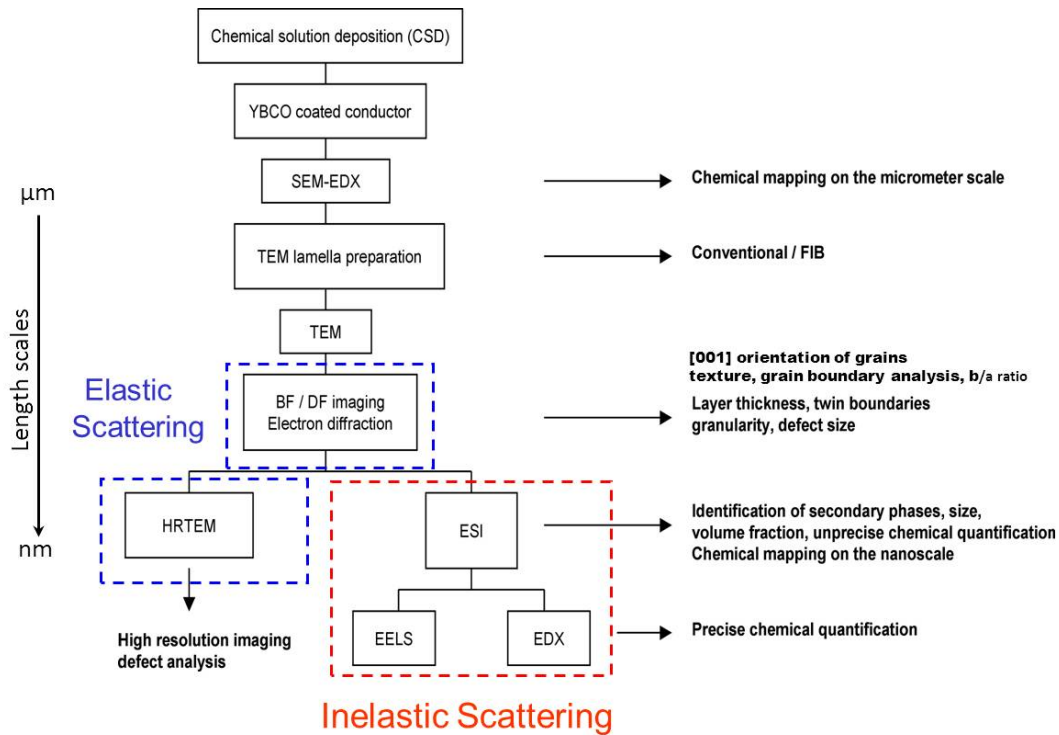 Chemical solution deposition (CSD)
YBCO coated conductor
SEM-EDX
Chemical mapping on the micrometer scale
μm
TEM lamella preparation
Conventional / FIB
TEM
Length scales
[001] orientation of grains
texture, grain boundary analysis, b/a ratio
Elastic
Scattering
BF / DF imaging
Electron diffraction
Layer thickness, twin boundaries
granularity, defect size
HRTEM
ESI
Identification of secondary phases, size,
volume fraction, unprecise chemical quantification
Chemical mapping on the nanoscale
nm
High resolution imaging
defect analysis
EELS
EDX
Precise chemical quantification
Inelastic Scattering